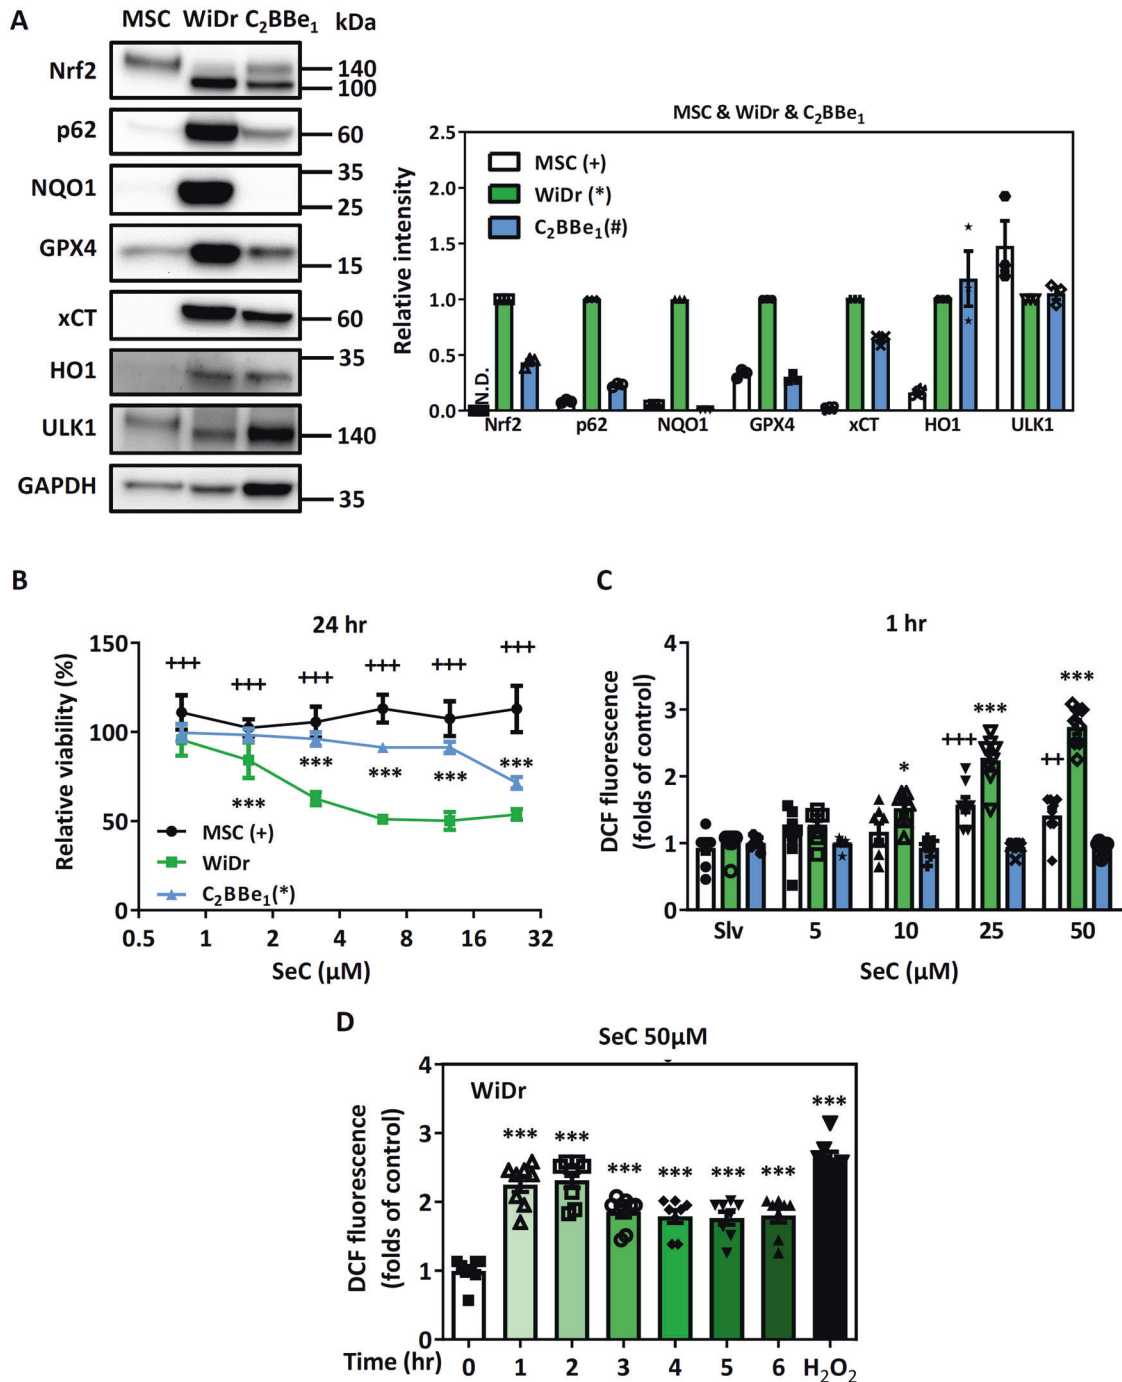 A
MSC WiDr C₂BBe₁ kDa
Nrf2
140
100
p62
60
NQO1
35
25
GPX4
15
xCT
60
HO1
35
ULK1
140
GAPDH
35
MSC & WiDr & C₂BBe₁
Relative intensity
2.5
2.0
1.5
1.0
0.5
0.0
MSC (+)
WiDr (*)
C₂BBe₁(#)
N.D.
Nrf2 p62 NQO1 GPX4 xCT HO1 ULK1
B
24 hr
Relative viability (%)
150
100
50
0
+++ +++ +++ +++ +++ +++
*** *** *** *** ***
MSC (+)
WiDr
C₂BBe₁(*)
0.5 1 2 4 8 16 32
SeC (µM)
C
1 hr
DCF fluorescence
(folds of control)
4
3
2
1
0
* +++ *** ++ ***
Slv 5 10 25 50
SeC (µM)
D
SeC 50µM
WiDr
DCF fluorescence
(folds of control)
4
3
2
1
0
*** *** *** *** *** *** ***
Time (hr) 0 1 2 3 4 5 6 H₂O₂